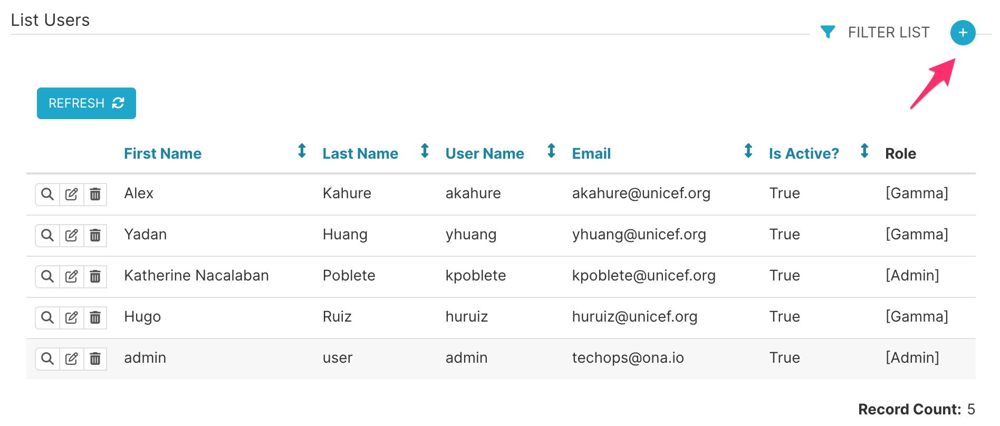 List Users
FILTER LIST +
REFRESH
First Name Last Name User Name Email Is Active? Role
Alex Kahure akahure akahure@unicef.org True [Gamma]
Yadan Huang yhuang yhuang@unicef.org True [Gamma]
Katherine Nacalaban Poblete kpoblete kpoblete@unicef.org True [Admin]
Hugo Ruiz huruiz huruiz@unicef.org True [Gamma]
admin user admin techops@ona.io True [Admin]
Record Count: 5